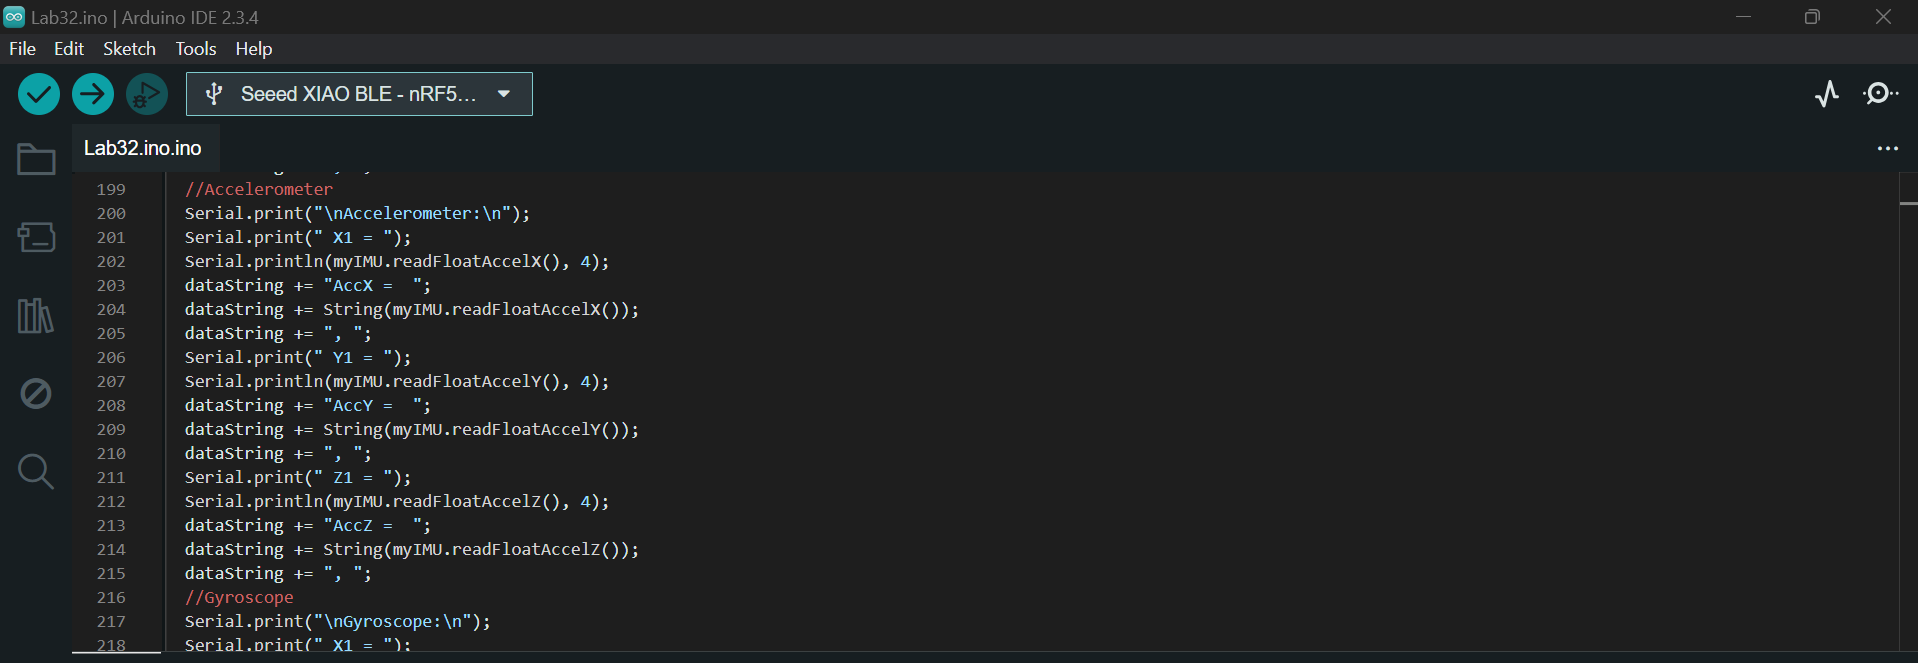 Lab32.ino | Arduino IDE 2.3.4
File Edit Sketch Tools Help
Seeed XIAO BLE - nRF5...
Lab32.ino.ino
199 //Accelerometer
200 Serial.print("\nAccelerometer:\n");
201 Serial.print(" X1 = ");
202 Serial.println(myIMU.readFloatAccelX(), 4);
203 dataString += "AccX =  ";
204 dataString += String(myIMU.readFloatAccelX());
205 dataString += ", ";
206 Serial.print(" Y1 = ");
207 Serial.println(myIMU.readFloatAccelY(), 4);
208 dataString += "AccY =  ";
209 dataString += String(myIMU.readFloatAccelY());
210 dataString += ", ";
211 Serial.print(" Z1 = ");
212 Serial.println(myIMU.readFloatAccelZ(), 4);
213 dataString += "AccZ =  ";
214 dataString += String(myIMU.readFloatAccelZ());
215 dataString += ", ";
216 //Gyroscope
217 Serial.print("\nGyroscope:\n");
218 Serial.print(" X1 = ");